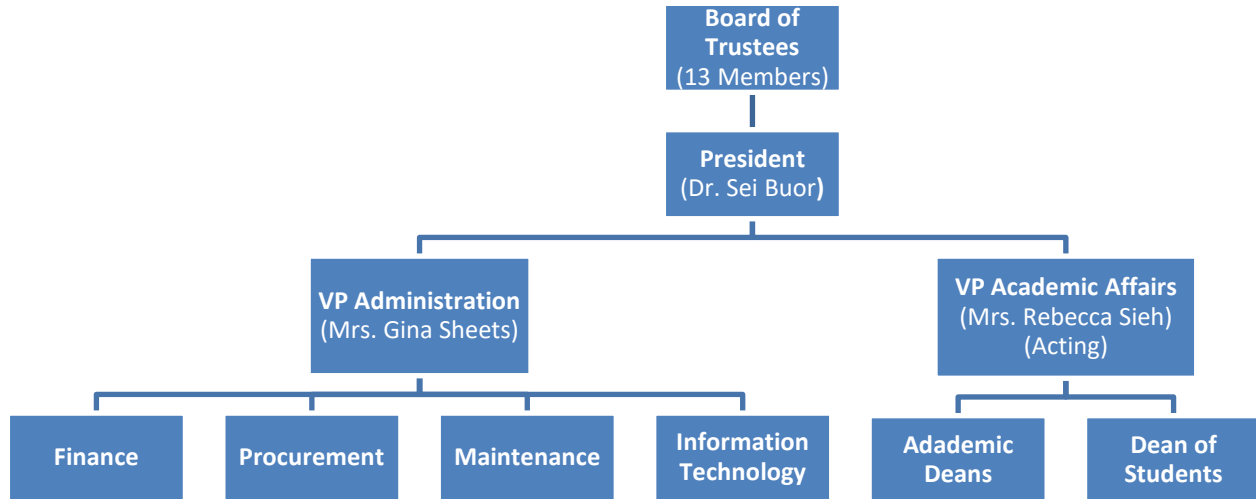 Board of
Trustees
(13 Members)
President
(Dr. Sei Buor)
VP Administration
(Mrs. Gina Sheets)
VP Academic Affairs
(Mrs. Rebecca Sieh)
(Acting)
Finance
Procurement
Maintenance
Information
Technology
Adademic
Deans
Dean of
Students